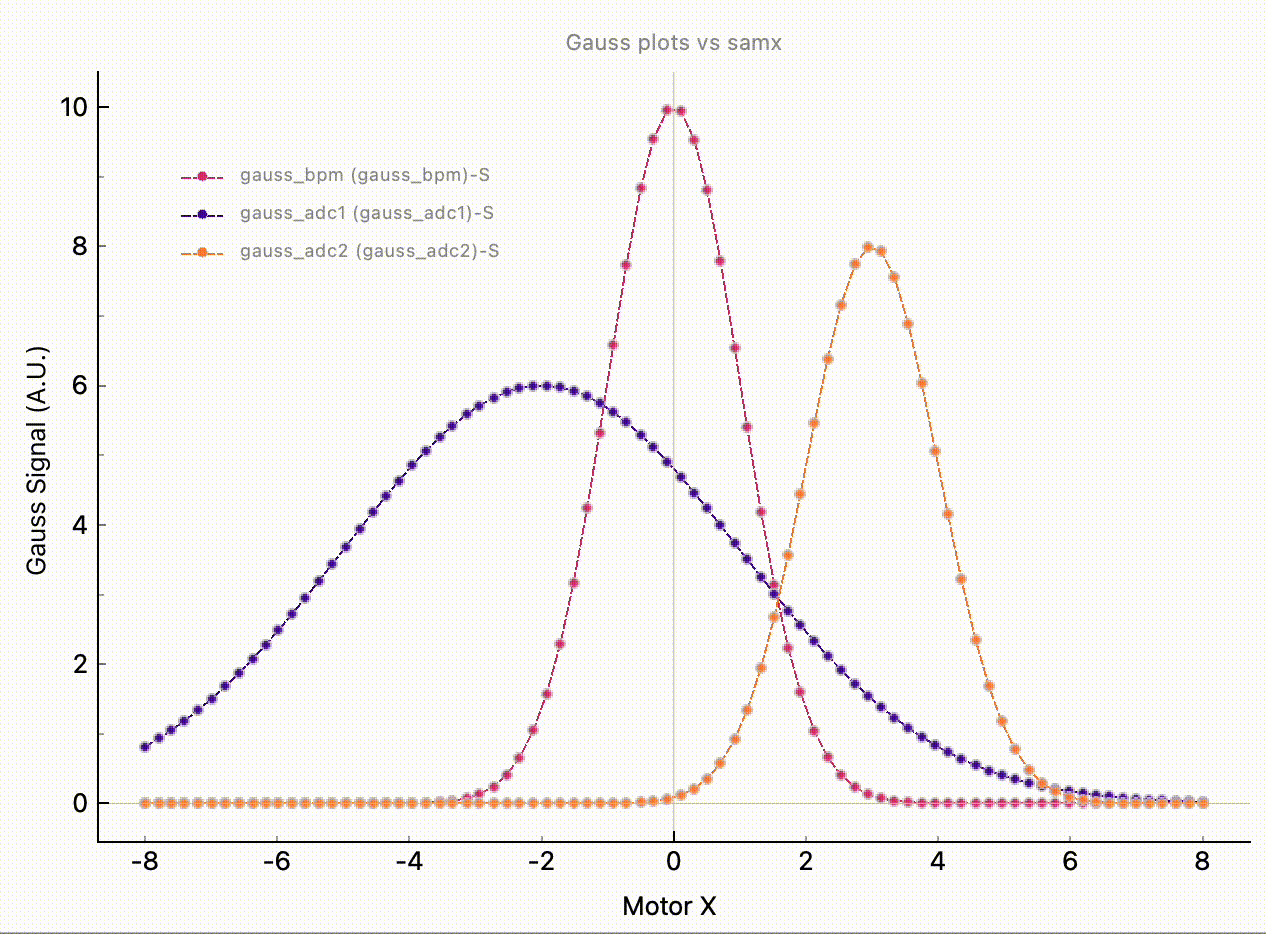 Gauss plots vs samx
10
gauss_bpm (gauss_bpm)-S
gauss_adc1 (gauss_adc1)-S
gauss_adc2 (gauss_adc2)-S
8
6
4
2
0
Gauss Signal (A.U.)
-8 -6 -4 -2 0 2 4 6 8
Motor X